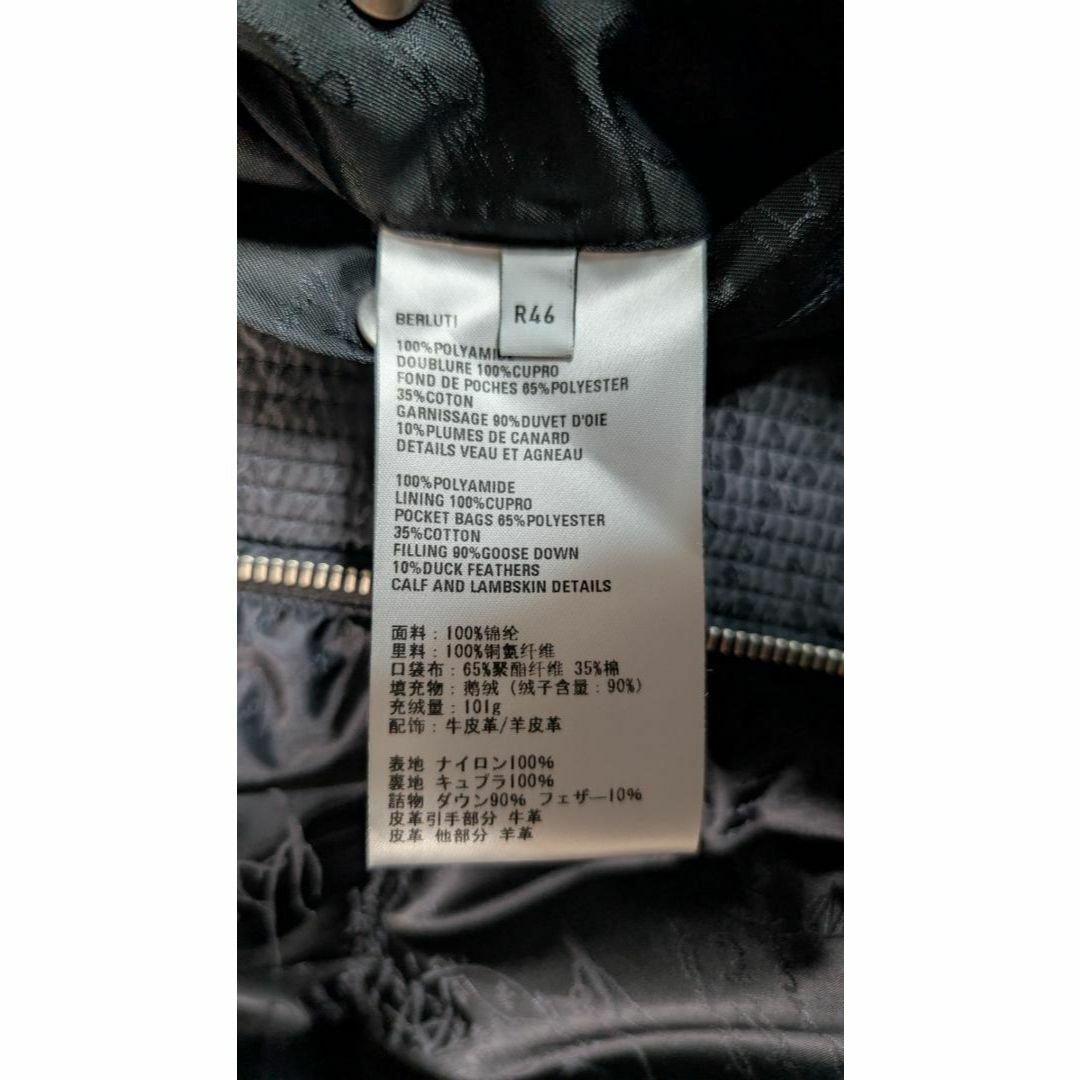 R46
BERLUTI
100%POLYAMID
DOUBLURE 100%CUPRO
FOND DE POCHES 65%POLYESTER
35%COTON
GARNISSAGE 90%DUVET D'OIE
10%PLUMES DE CANARD
DETAILS VEAU ET AGNEAU
100%POLYAMIDE
LINING 100%CUPRO
POCKET BAGS 65%POLYESTER
35%COTTON
FILLING 90%GOOSE DOWN
10%DUCK FEATHERS
CALF AND LAMBSKIN DETAILS
面料：100%锦纶
里料：100%铜氨纤维
口袋布：65%聚酯纤维 35%棉
填充物：鹅绒（绒子含量：90%）
充绒量：101g
配饰：牛皮革/羊皮革
表地 ナイロン100%
裏地 キュプラ100%
詰物 ダウン90% フェザー10%
皮革引手部分 牛革
皮革 他部分 羊革